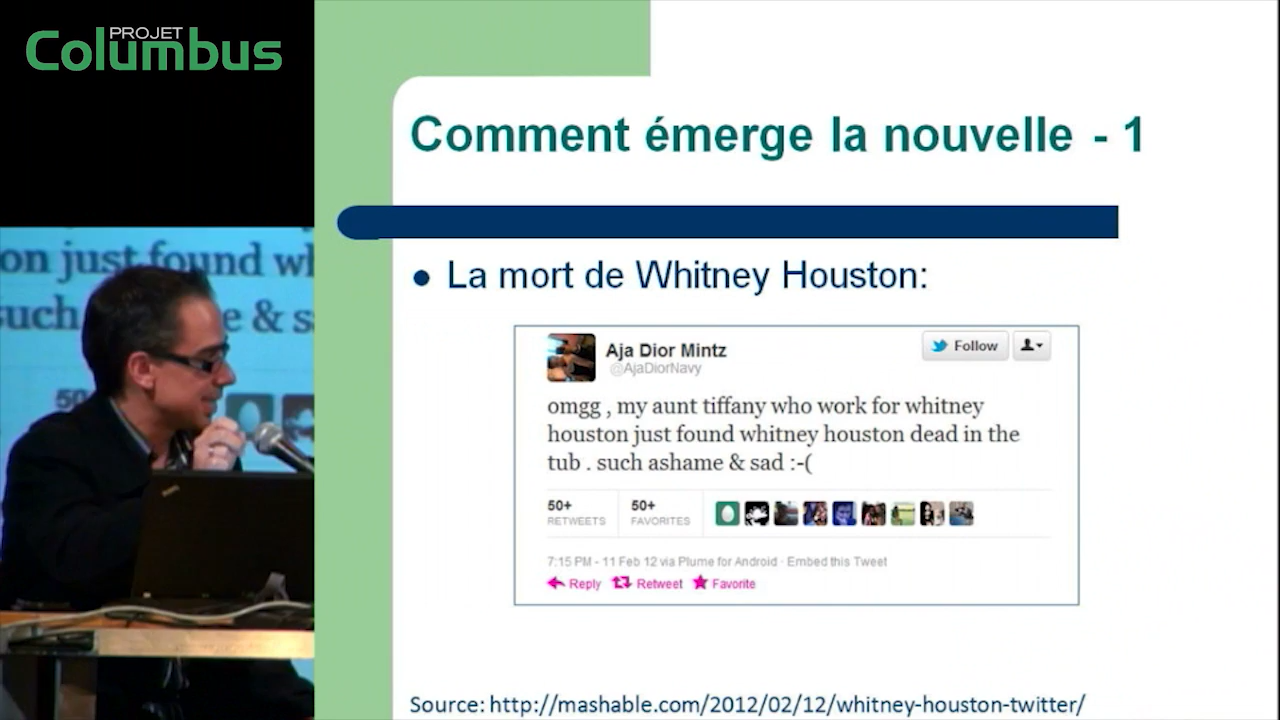 PROJET
Columbus
Comment émerge la nouvelle - 1
La mort de Whitney Houston:
Aja Dior Mintz
@AjaDiorNavy
Follow
omgg , my aunt tiffany who work for whitney
houston just found whitney houston dead in the
tub . such ashame & sad :-(
50+
RETWEETS
50+
FAVORITES
7:15 PM - 11 Feb 12 via Plume for Android · Embed this Tweet
Reply Retweet Favorite
Source: http://mashable.com/2012/02/12/whitney-houston-twitter/
on just found wh
such e & s
50